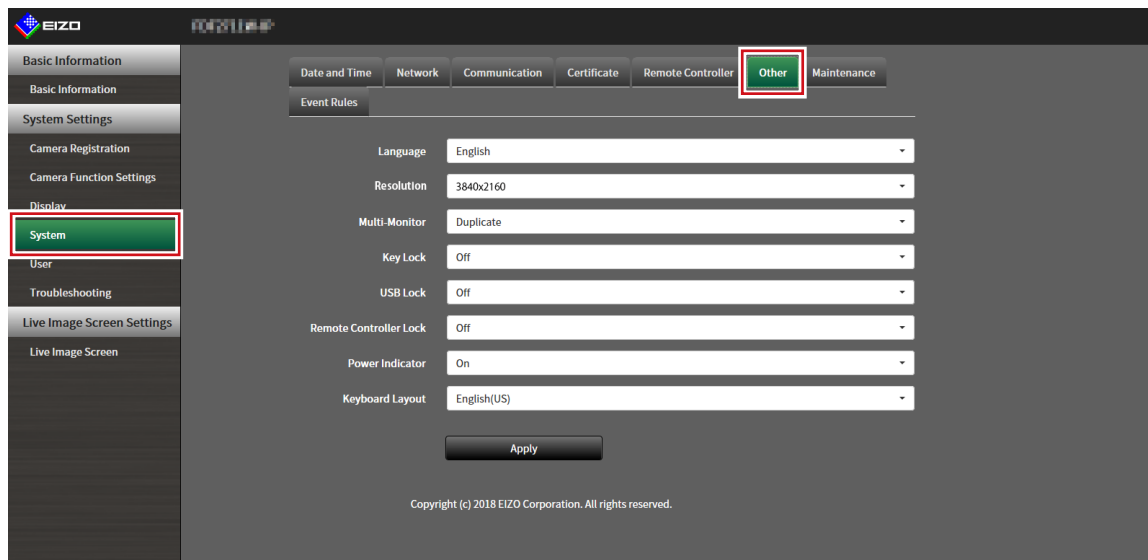 EIZO
Basic Information
Basic Information
System Settings
Camera Registration
Camera Function Settings
Display
System
User
Troubleshooting
Live Image Screen Settings
Live Image Screen
Date and Time Network Communication Certificate Remote Controller Other Maintenance
Event Rules
Language English
Resolution 3840x2160
Multi-Monitor Duplicate
Key Lock Off
USB Lock Off
Remote Controller Lock Off
Power Indicator On
Keyboard Layout English(US)
Apply
Copyright (c) 2018 EIZO Corporation. All rights reserved.